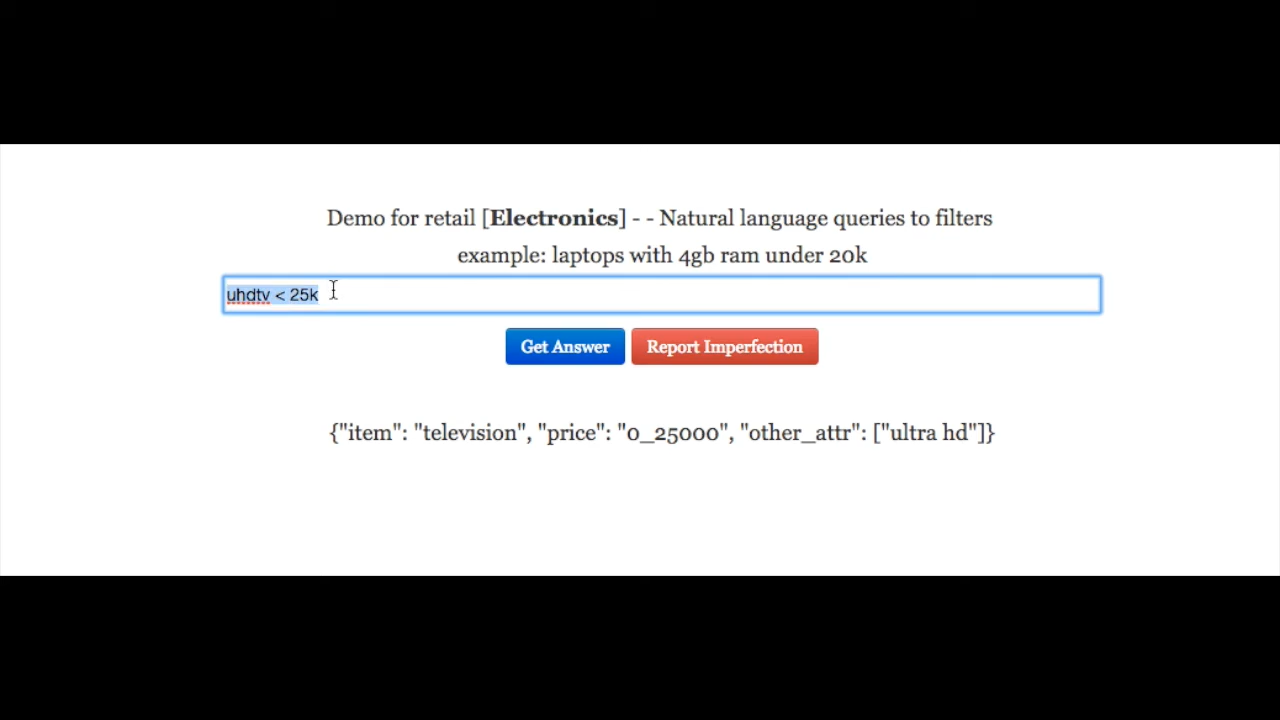 Demo for retail [Electronics] - - Natural language queries to filters
example: laptops with 4gb ram under 20k
uhdtv < 25k
Get Answer Report Imperfection
{"item": "television", "price": "0_25000", "other_attr": ["ultra hd"]}